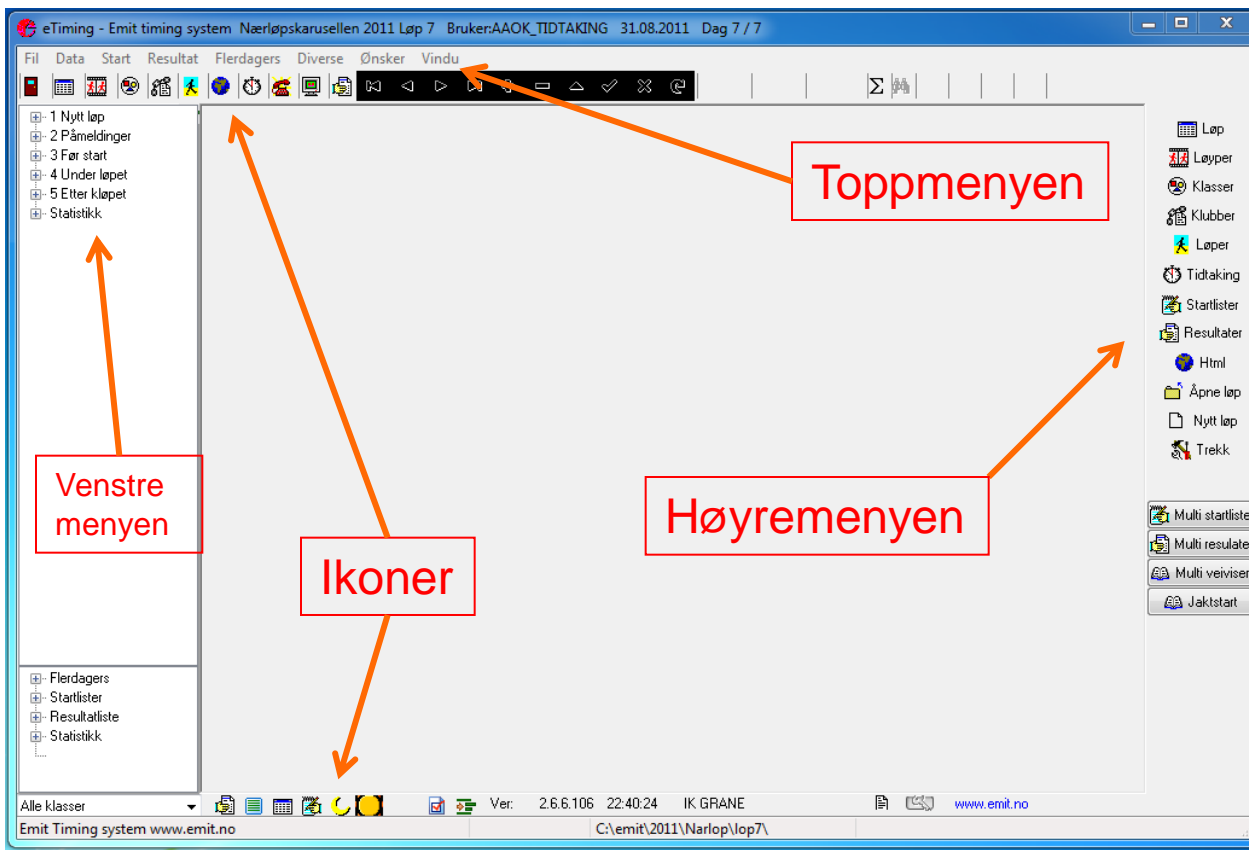 eTiming - Emit timing system Nærløpskarusellen 2011 Løp 7 Bruker:AAOK_TIDTAKING 31.08.2011 Dag 7 / 7
Fil Data Start Resultat Flerdagers Diverse Ønsker Vindu
1 Nytt løp
2 Påmeldinger
3 Før start
4 Under løpet
5 Etter kløpet
Statistikk
Toppmenyen
Venstre
menyen
Ikoner
Høyremenyen
Løp
Løyper
Klasser
Klubber
Løper
Tidtaking
Startlister
Resultater
Html
Åpne løp
Nytt løp
Trekk
Multi startliste
Multi resulate
Multi veiviser
Jaktstart
Flerdagers
Startlister
Resultatliste
Statistikk
Alle klasser
Ver: 2.6.6.106 22:40:24 IK GRANE www.emit.no
Emit Timing system www.emit.no C:\emit\2011\Narlop\lop7\